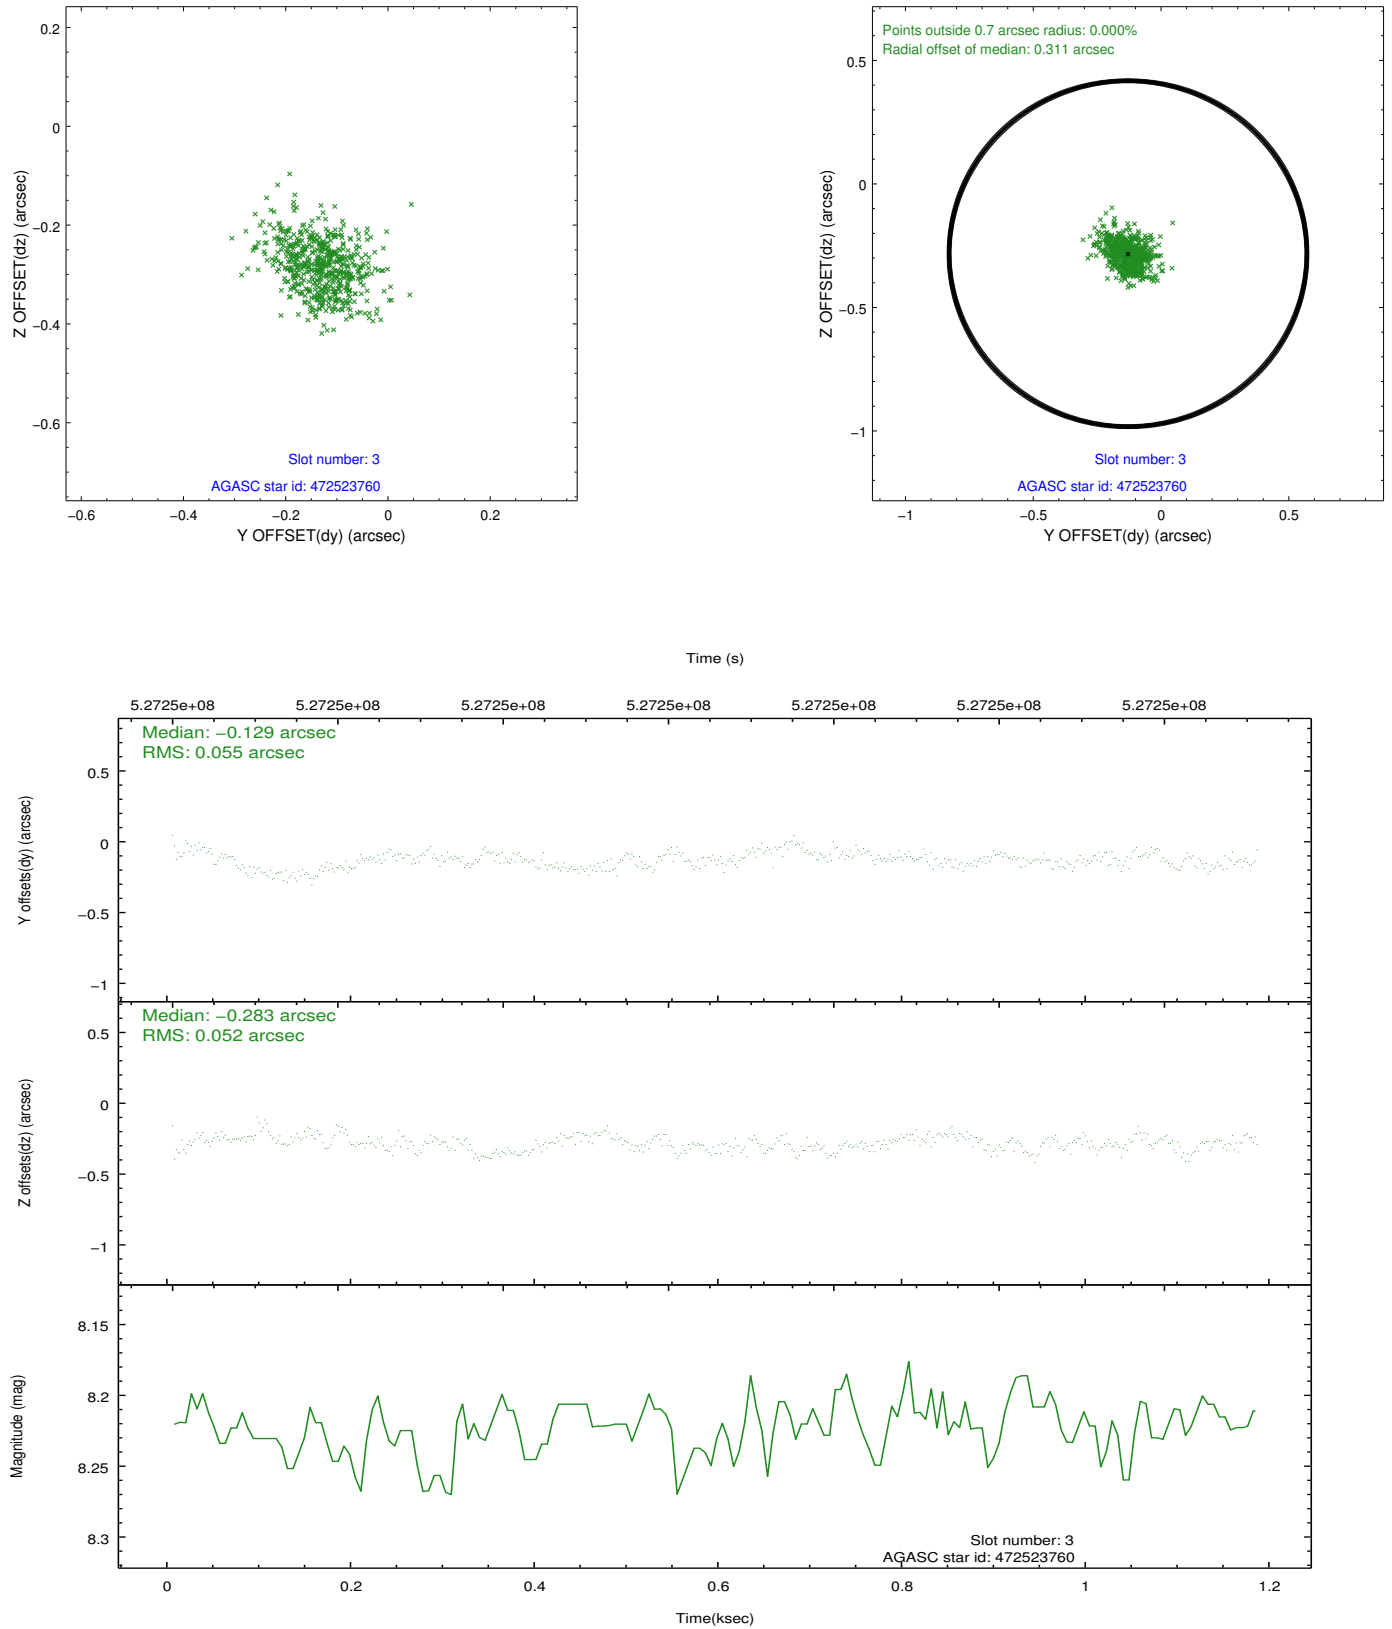 0.2
0
−0.2
−0.4
−0.6
Z OFFSET(dz) (arcsec)
Slot number: 3
AGASC star id: 472523760
−0.6
−0.4
−0.2
0
0.2
Y OFFSET(dy) (arcsec)
Points outside 0.7 arcsec radius: 0.000%
Radial offset of median: 0.311 arcsec
0.5
0
−0.5
−1
Z OFFSET(dz) (arcsec)
Slot number: 3
AGASC star id: 472523760
−1
−0.5
0
0.5
Y OFFSET(dy) (arcsec)
Time (s)
5.2725e+08
5.2725e+08
5.2725e+08
5.2725e+08
5.2725e+08
5.2725e+08
5.2725e+08
Median: −0.129 arcsec
RMS: 0.055 arcsec
0.5
0
−0.5
−1
Y offsets(dy) (arcsec)
Median: −0.283 arcsec
RMS: 0.052 arcsec
0.5
0
−0.5
−1
Z offsets(dz) (arcsec)
8.15
8.2
8.25
8.3
Magnitude (mag)
Slot number: 3
AGASC star id: 472523760
0
0.2
0.4
0.6
0.8
1
1.2
Time(ksec)